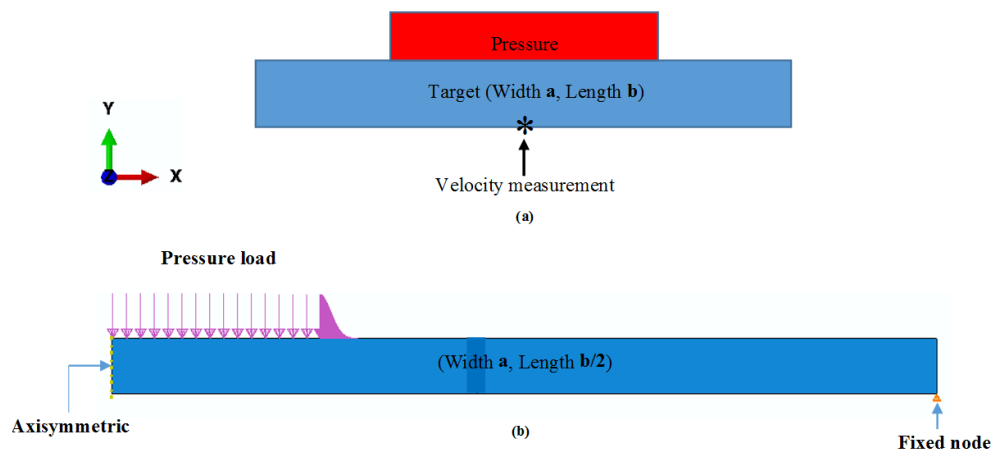 Pressure
Target (Width a, Length b)
Y
Z
X
Velocity measurement
(a)
Pressure load
(Width a, Length b/2)
Axisymmetric
(b)
Fixed node